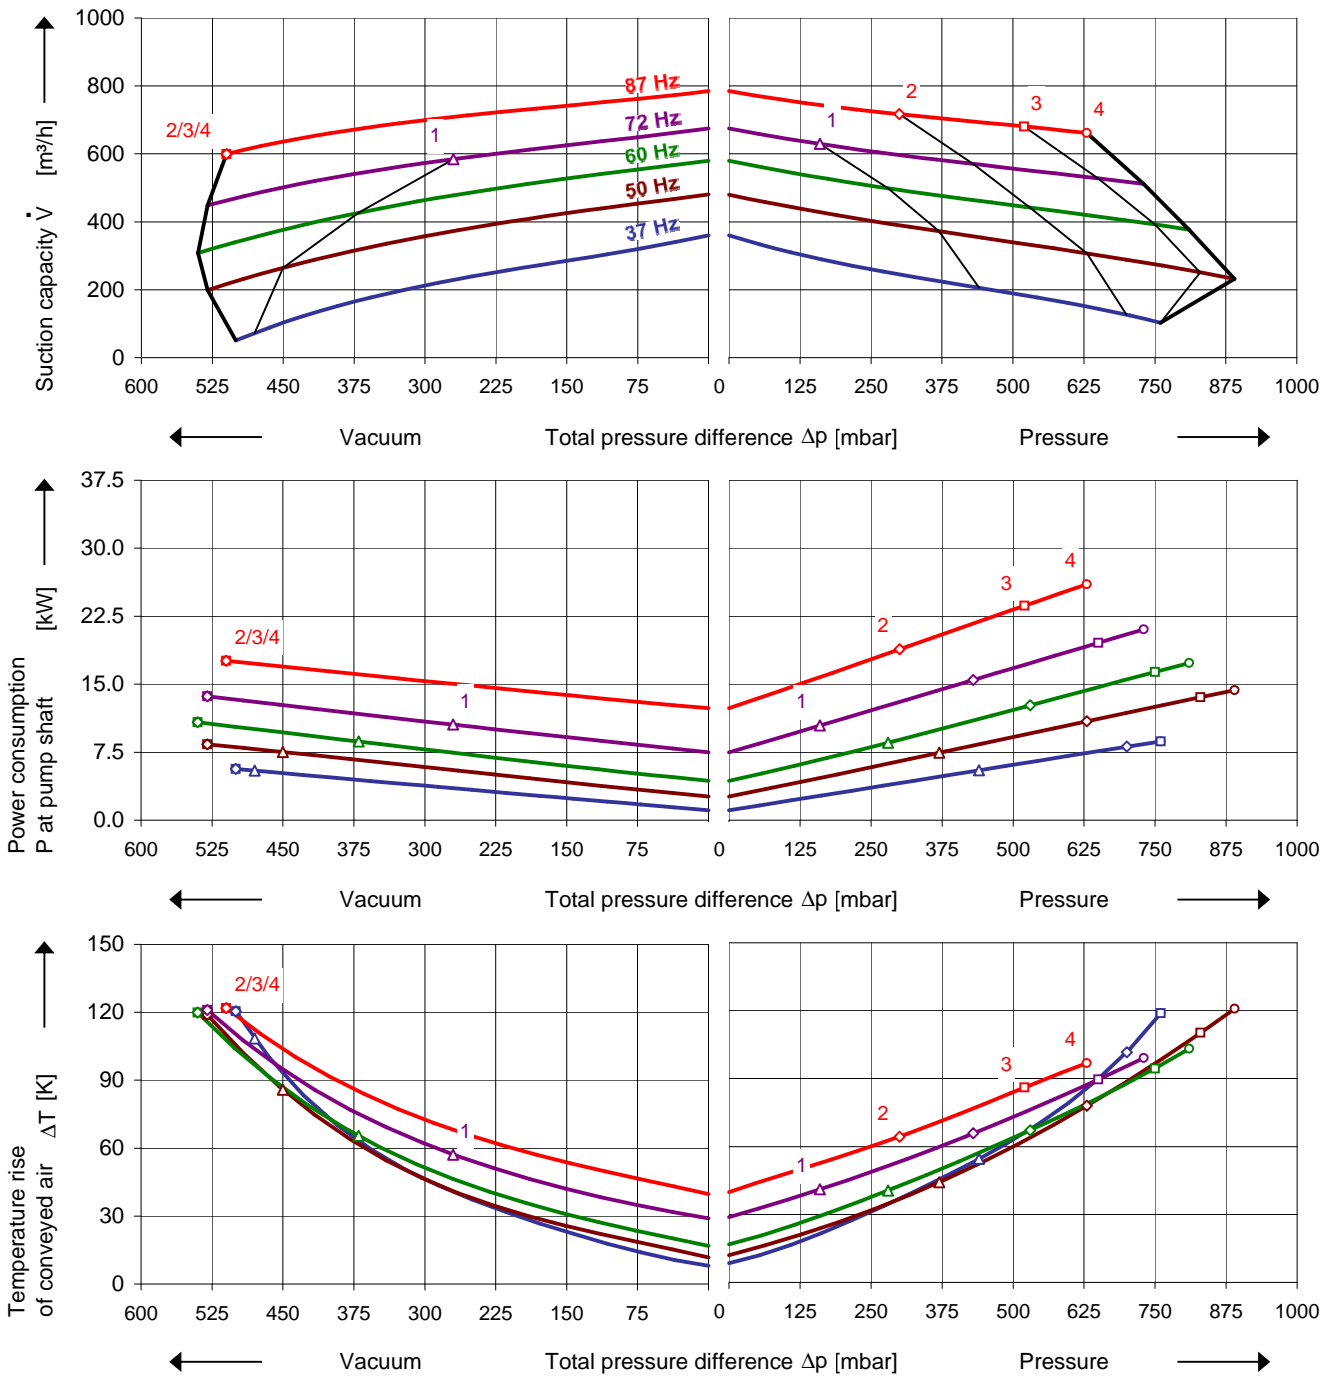 1000
800
600
400
200
0
Suction capacity V̇ [m³/h]
87 Hz
72 Hz
60 Hz
50 Hz
37 Hz
2/3/4
1
1
2
3
4
600 525 450 375 300 225 150 75 0 125 250 375 500 625 750 875 1000
Vacuum Total pressure difference Δp [mbar] Pressure
37.5
30.0
22.5
15.0
7.5
0.0
Power consumption
P at pump shaft [kW]
2/3/4
1
1
2
3
4
600 525 450 375 300 225 150 75 0 125 250 375 500 625 750 875 1000
Vacuum Total pressure difference Δp [mbar] Pressure
150
120
90
60
30
0
Temperature rise
of conveyed air ΔT [K]
2/3/4
1
1
2
3
4
600 525 450 375 300 225 150 75 0 125 250 375 500 625 750 875 1000
Vacuum Total pressure difference Δp [mbar] Pressure